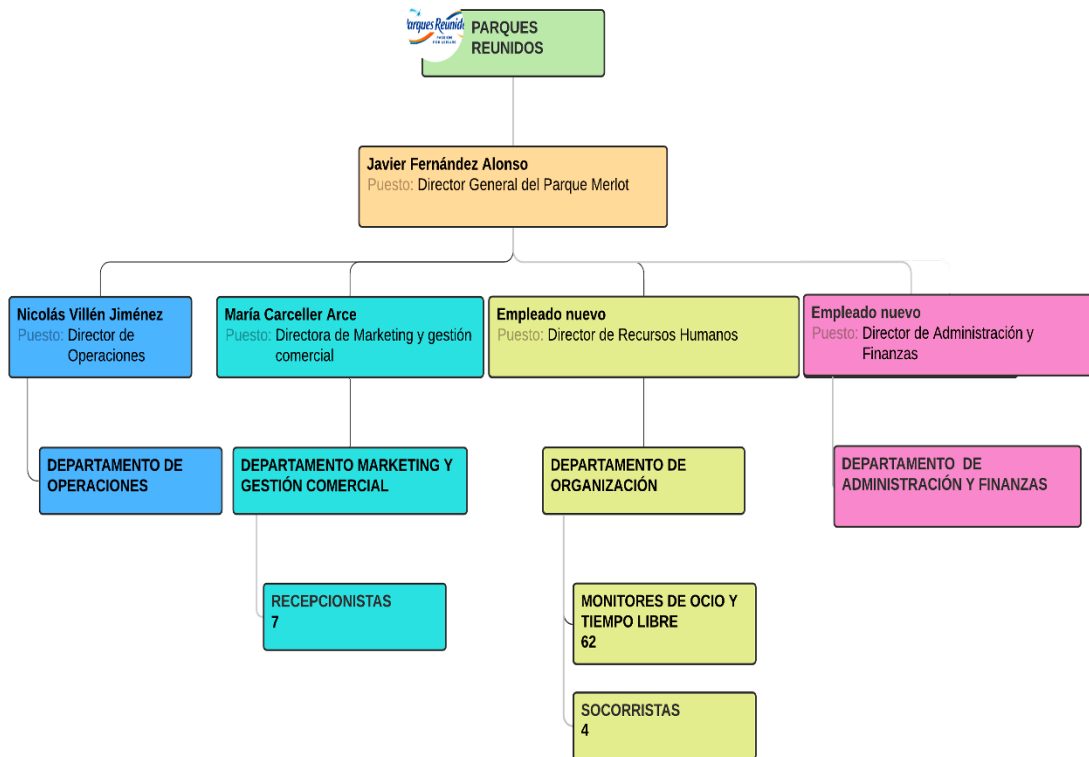 Parques Reunidos
PARQUES
REUNIDOS
Javier Fernández Alonso
Puesto: Director General del Parque Merlot
Nicolás Villén Jiménez
Puesto: Director de
Operaciones
María Carceller Arce
Puesto: Directora de Marketing y gestión
comercial
Empleado nuevo
Puesto: Director de Recursos Humanos
Empleado nuevo
Puesto: Director de Administración y
Finanzas
DEPARTAMENTO DE
OPERACIONES
DEPARTAMENTO MARKETING Y
GESTIÓN COMERCIAL
DEPARTAMENTO DE
ORGANIZACIÓN
DEPARTAMENTO DE
ADMINISTRACIÓN Y FINANZAS
RECEPCIONISTAS
7
MONITORES DE OCIO Y
TIEMPO LIBRE
62
SOCORRISTAS
4